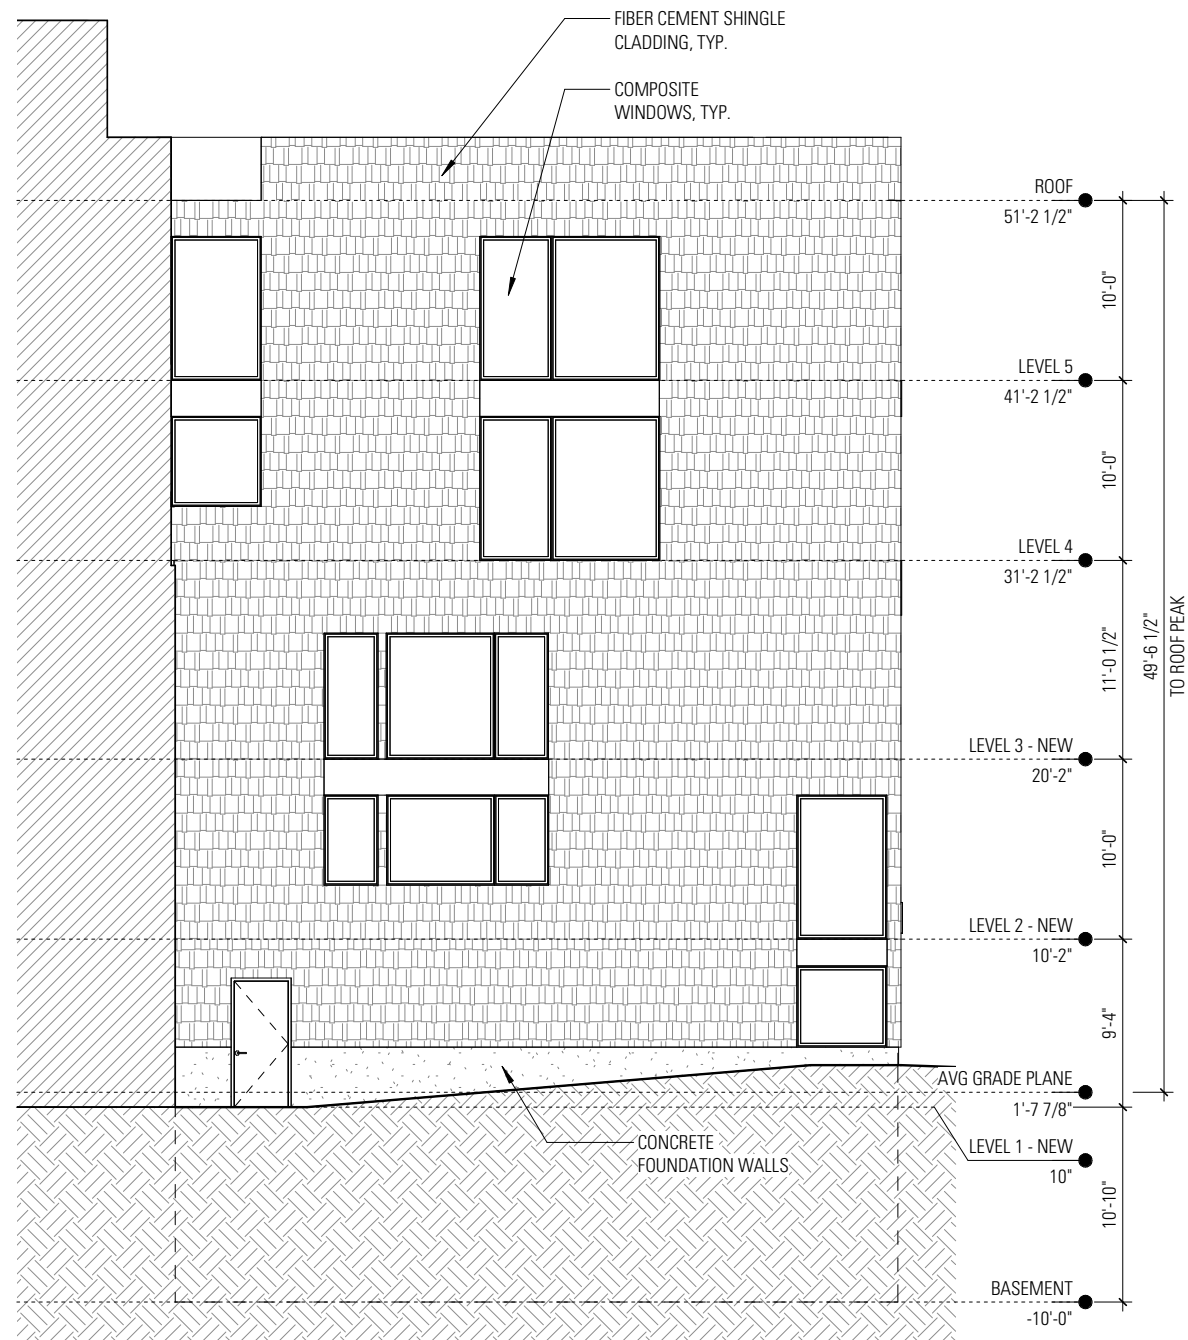 FIBER CEMENT SHINGLE
CLADDING, TYP.
COMPOSITE
WINDOWS, TYP.
ROOF
51'-2 1/2"
10'-0"
LEVEL 5
41'-2 1/2"
10'-0"
LEVEL 4
31'-2 1/2"
11'-0 1/2"
49'-6 1/2"
TO ROOF PEAK
LEVEL 3 - NEW
20'-2"
10'-0"
LEVEL 2 - NEW
10'-2"
9'-4"
AVG GRADE PLANE
1'-7 7/8"
CONCRETE
FOUNDATION WALLS
LEVEL 1 - NEW
10"
10'-10"
BASEMENT
-10'-0"